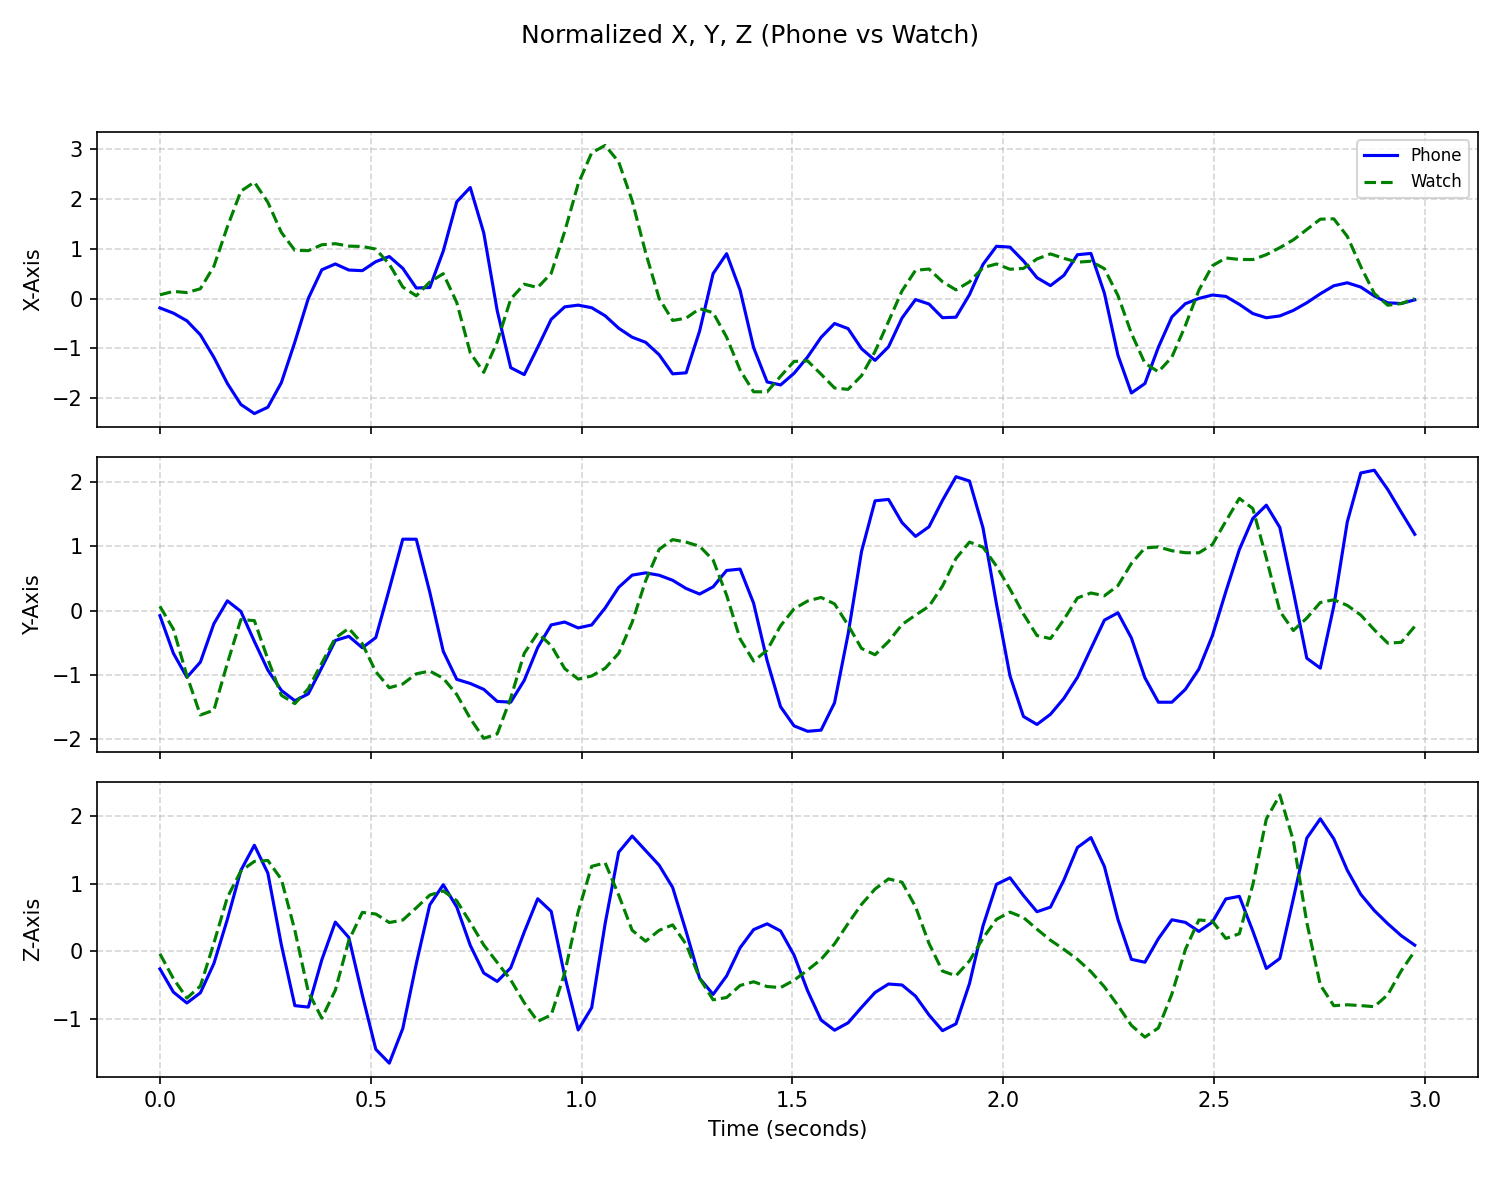 Normalized X, Y, Z (Phone vs Watch)
3
2
1
0
−1
−2
X-Axis
Phone
Watch
2
1
0
−1
−2
Y-Axis
2
1
0
−1
Z-Axis
0.0 0.5 1.0 1.5 2.0 2.5 3.0
Time (seconds)